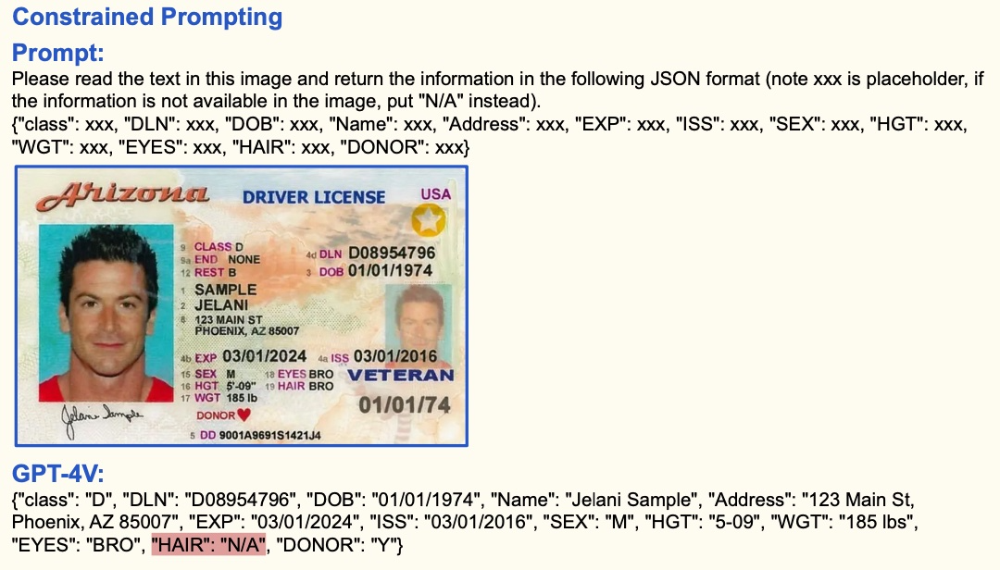 Constrained Prompting
Prompt:
Please read the text in this image and return the information in the following JSON format (note xxx is placeholder, if
the information is not available in the image, put "N/A" instead).
{"class": xxx, "DLN": xxx, "DOB": xxx, "Name": xxx, "Address": xxx, "EXP": xxx, "ISS": xxx, "SEX": xxx, "HGT": xxx,
"WGT": xxx, "EYES": xxx, "HAIR": xxx, "DONOR": xxx}
Arizona DRIVER LICENSE USA
9 CLASS D
9a END NONE
12 REST B
4d DLN D08954796
3 DOB 01/01/1974
1 SAMPLE
2 JELANI
8 123 MAIN ST
PHOENIX, AZ 85007
4b EXP 03/01/2024 4a ISS 03/01/2016
15 SEX M 18 EYES BRO
16 HGT 5'-09" 19 HAIR BRO
17 WGT 185 lb
VETERAN
01/01/74
DONOR
5 DD 9001A9691S1421J4
Jelani Sample
GPT-4V:
{"class": "D", "DLN": "D08954796", "DOB": "01/01/1974", "Name": "Jelani Sample", "Address": "123 Main St,
Phoenix, AZ 85007", "EXP": "03/01/2024", "ISS": "03/01/2016", "SEX": "M", "HGT": "5-09", "WGT": "185 lbs",
"EYES": "BRO", "HAIR": "N/A", "DONOR": "Y"}